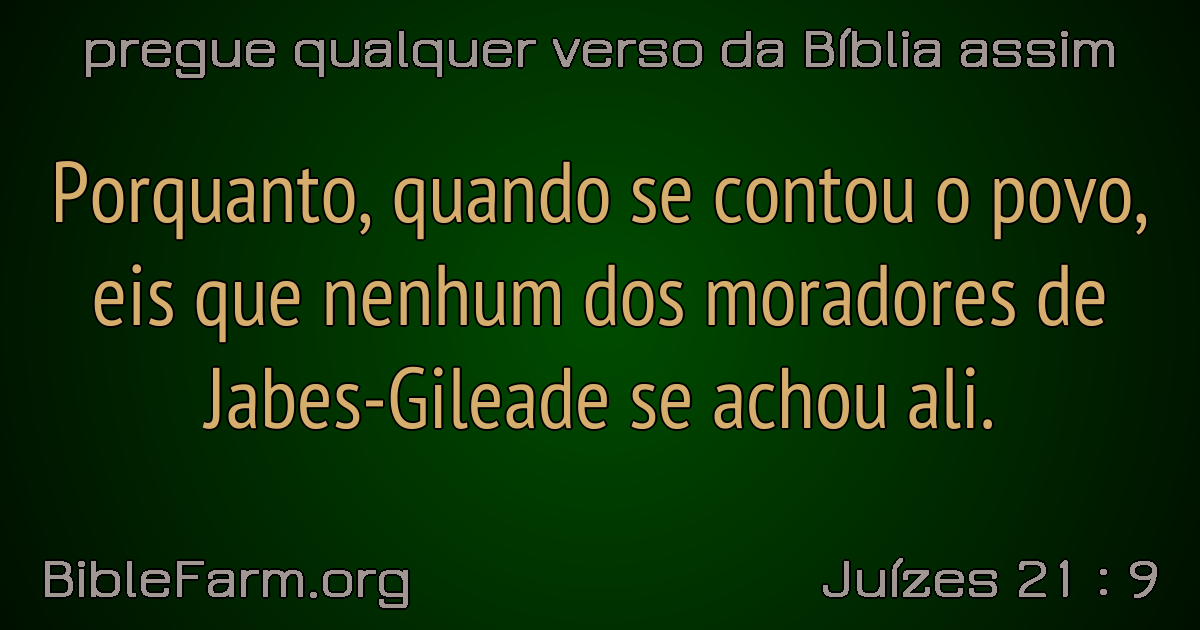 pregue qualquer verso da Bíblia assim
Porquanto, quando se contou o povo,
eis que nenhum dos moradores de
Jabes-Gileade se achou ali.
BibleFarm.org
Juízes 21 : 9